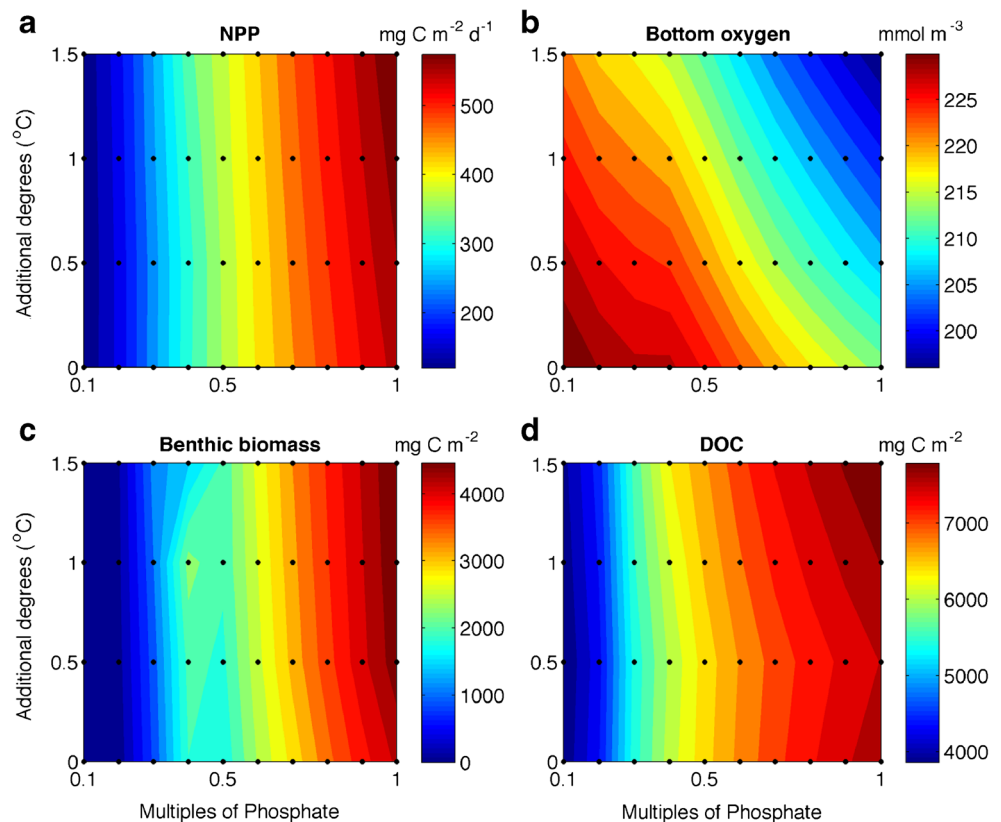 a
NPP
mg C m-2 d-1
1.5
1
0.5
0
0.1
0.5
1
Additional degrees (oC)
500
400
300
200
b
Bottom oxygen
mmol m-3
1.5
1
0.5
0
0.1
0.5
1
225
220
215
210
205
200
c
Benthic biomass
mg C m-2
1.5
1
0.5
0
0.1
0.5
1
Additional degrees (oC)
Multiples of Phosphate
4000
3000
2000
1000
0
d
DOC
mg C m-2
1.5
1
0.5
0
0.1
0.5
1
Multiples of Phosphate
7000
6000
5000
4000